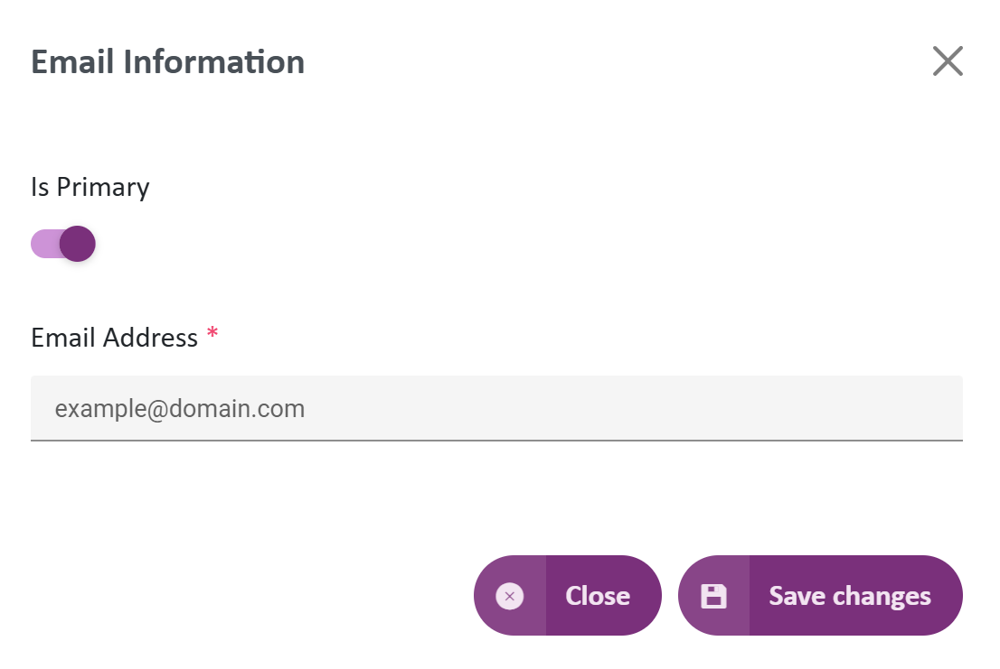 Email Information
Is Primary
Email Address *
example@domain.com
Close
Save changes